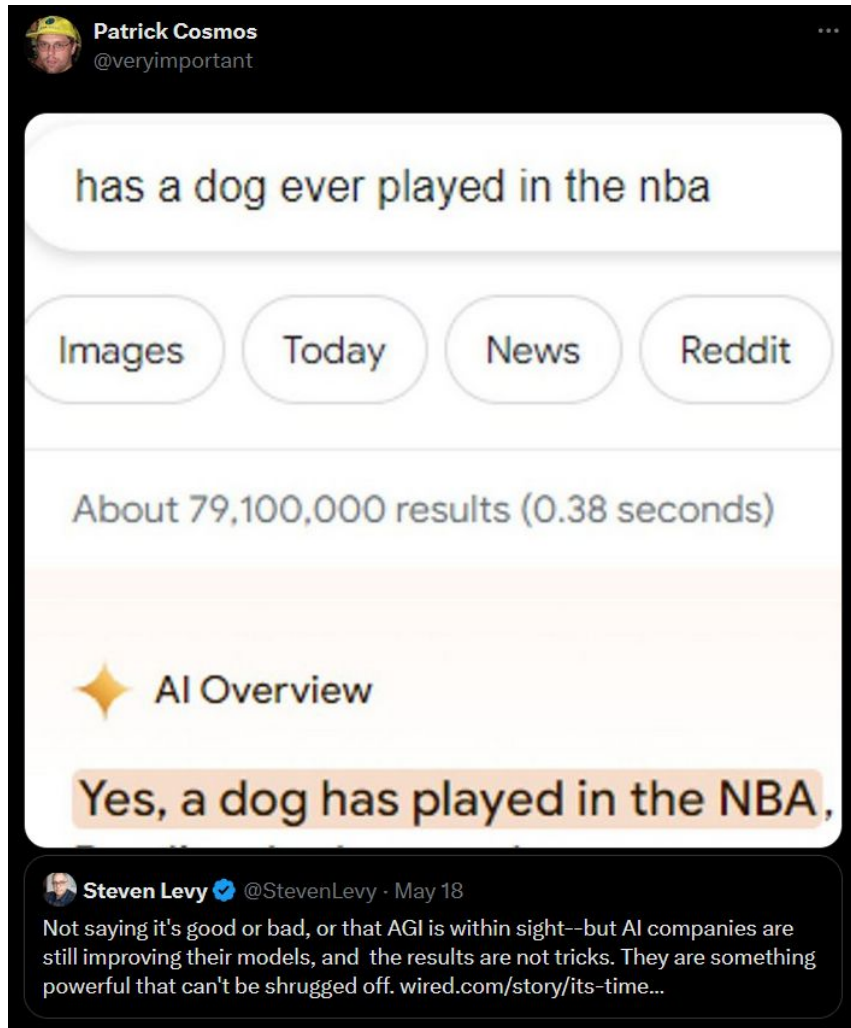 Patrick Cosmos
@veryimportant
has a dog ever played in the nba
Images Today News Reddit
About 79,100,000 results (0.38 seconds)
AI Overview
Yes, a dog has played in the NBA,
Steven Levy @StevenLevy · May 18
Not saying it's good or bad, or that AGI is within sight--but AI companies are
still improving their models, and  the results are not tricks. They are something
powerful that can't be shrugged off. wired.com/story/its-time...